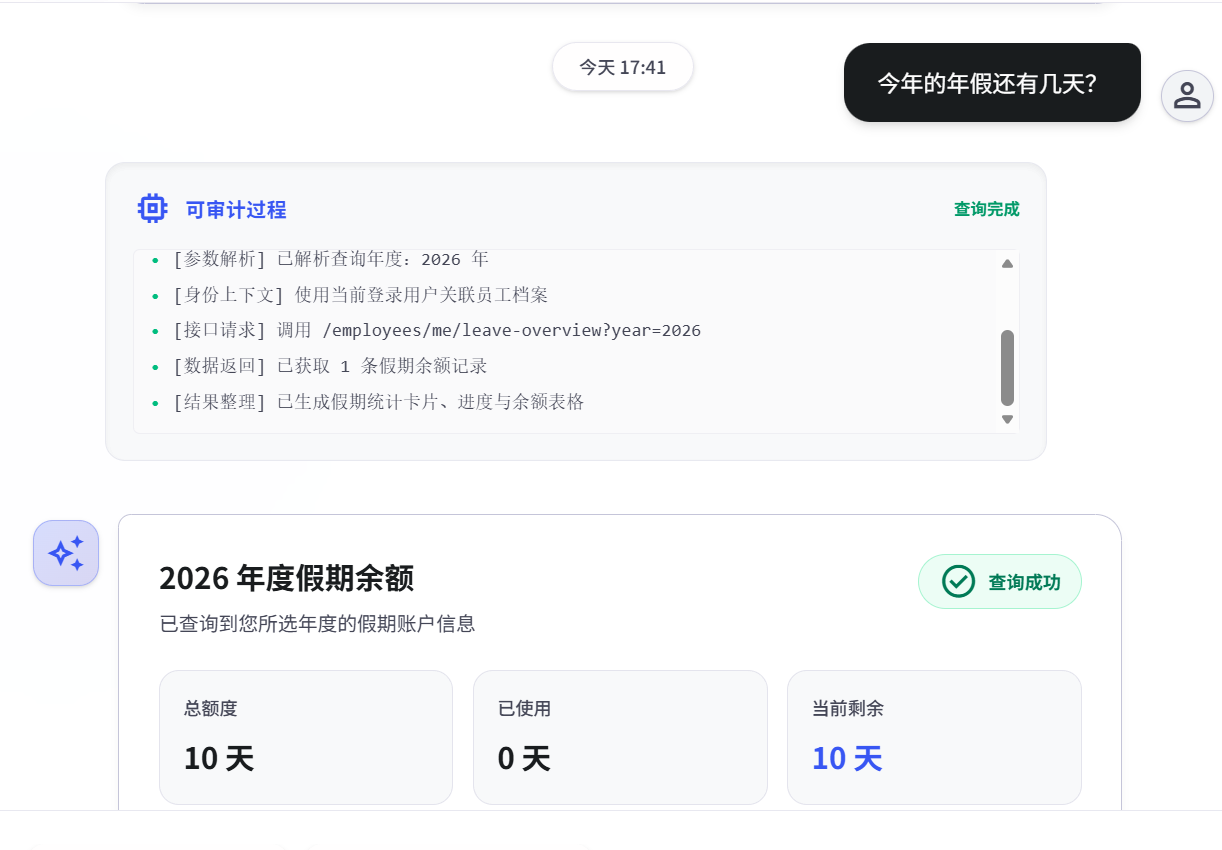 今天 17:41
今年的年假还有几天?
可审计过程
查询完成
[参数解析] 已解析查询年度: 2026 年
[身份上下文] 使用当前登录用户关联员工档案
[接口请求] 调用 /employees/me/leave-overview?year=2026
[数据返回] 已获取 1 条假期余额记录
[结果整理] 已生成假期统计卡片、进度与余额表格
2026 年度假期余额
查询成功
已查询到您所选年度的假期账户信息
总额度
10 天
已使用
0 天
当前剩余
10 天